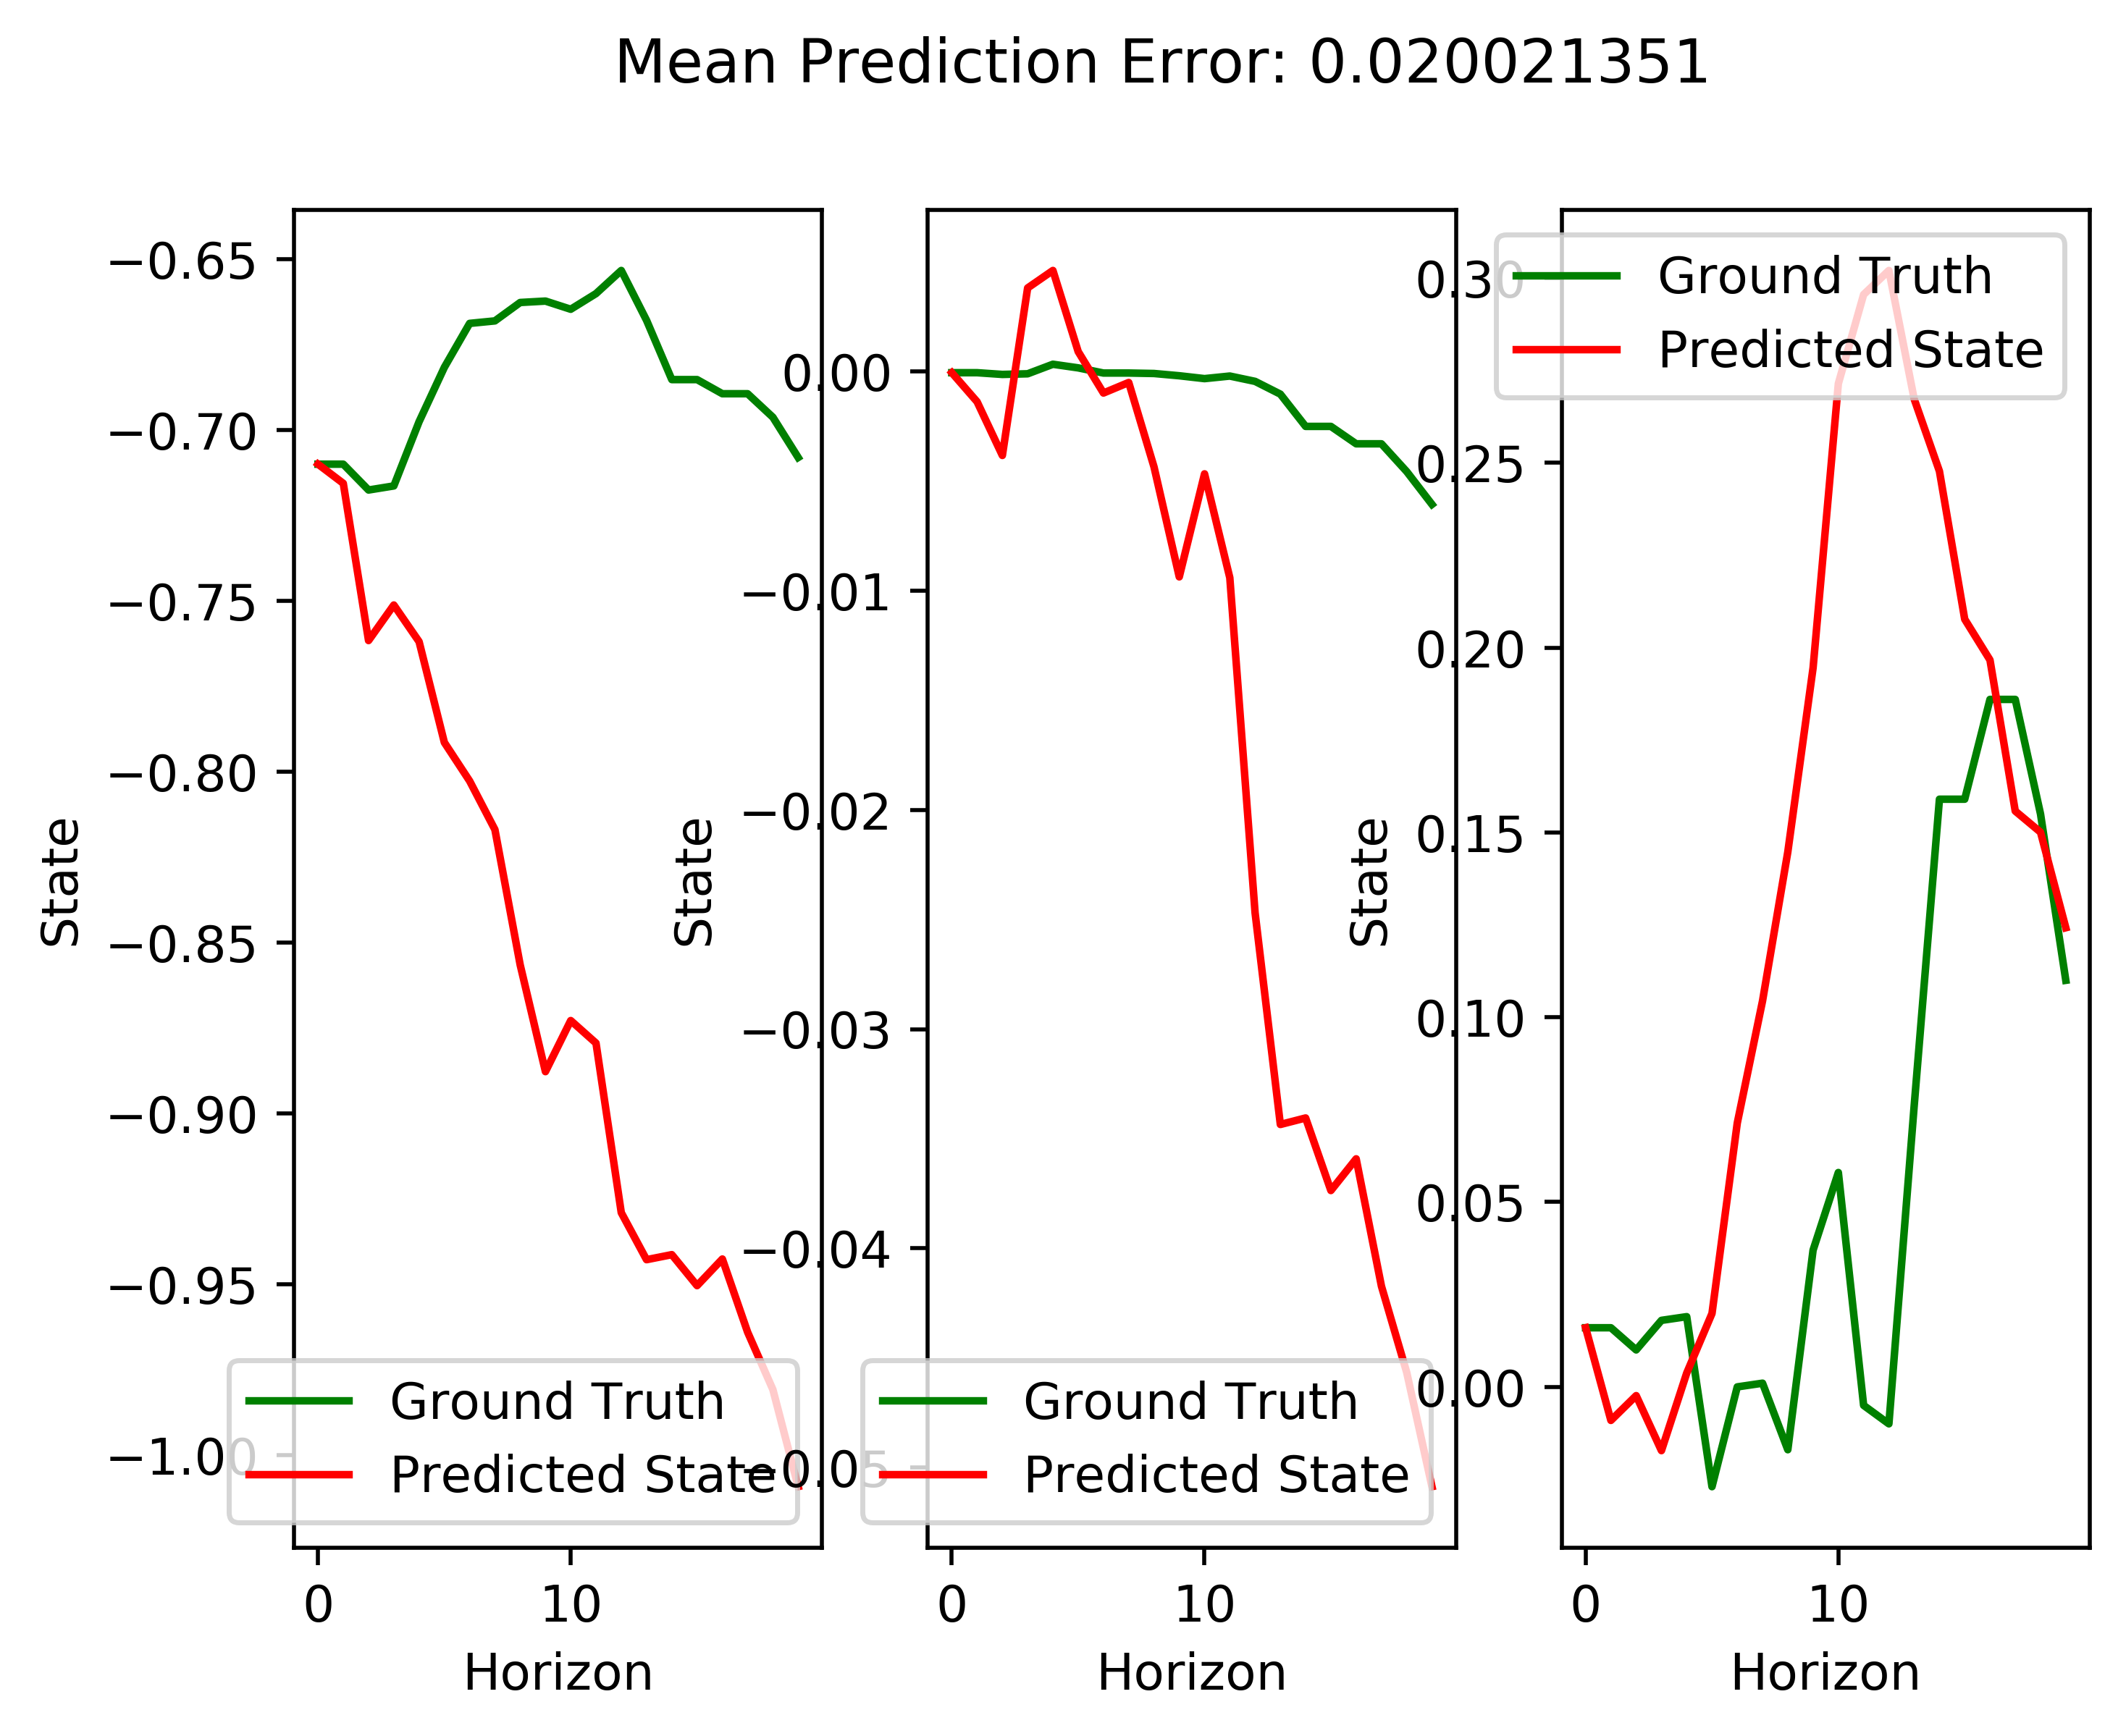 Mean Prediction Error: 0.020021351
−0.65
−0.70
−0.75
−0.80
−0.85
−0.90
−0.95
−1.00
State
Ground Truth
Predicted State
0
10
Horizon
0.00
−0.01
−0.02
−0.03
−0.04
−0.05
State
Ground Truth
Predicted State
0
10
Horizon
0.30
0.25
0.20
0.15
0.10
0.05
0.00
State
Ground Truth
Predicted State
0
10
Horizon